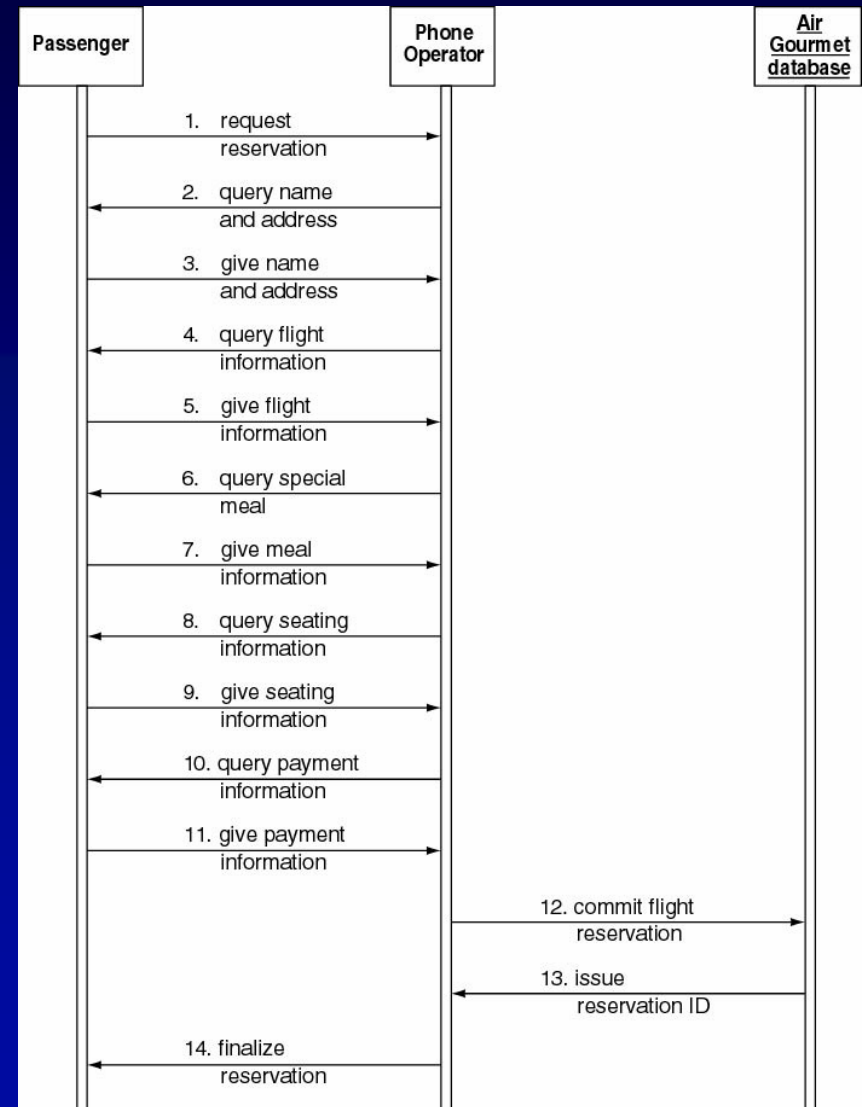 Passenger
Phone
Operator
Air
Gourmet
database
1. request
reservation
2. query name
and address
3. give name
and address
4. query flight
information
5. give flight
information
6. query special
meal
7. give meal
information
8. query seating
information
9. give seating
information
10. query payment
information
11. give payment
information
12. commit flight
reservation
13. issue
reservation ID
14. finalize
reservation